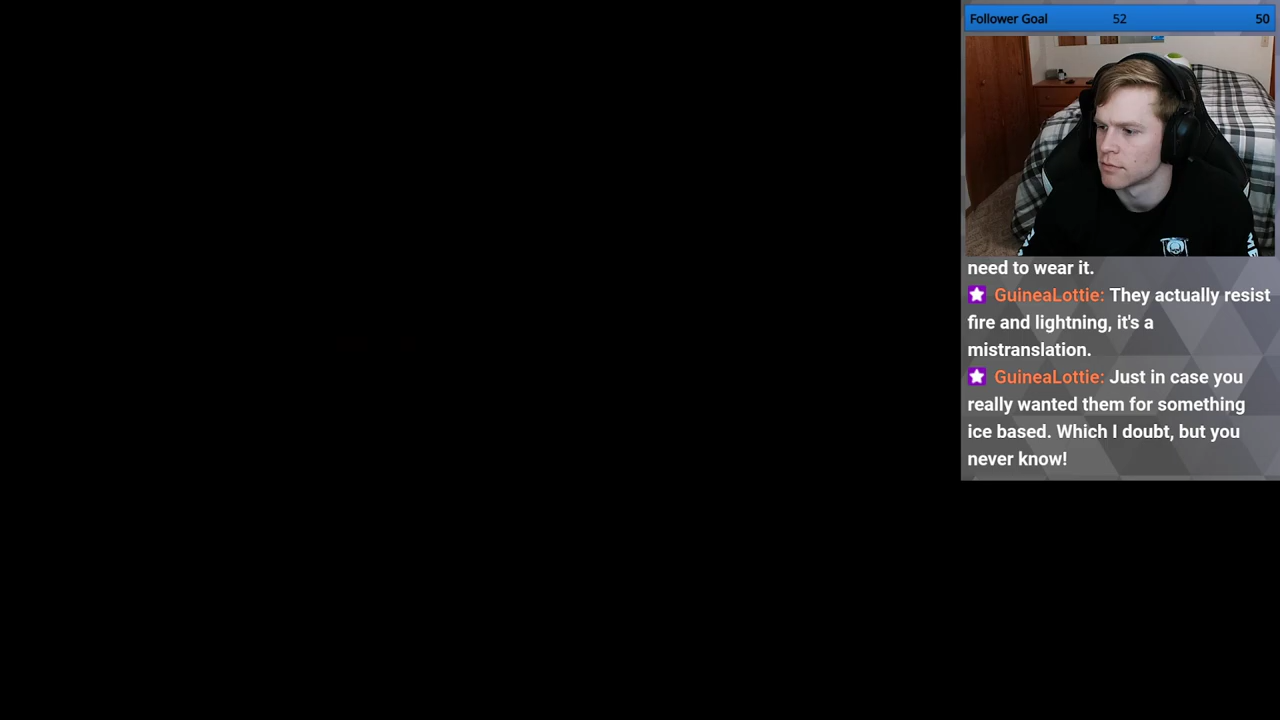 Follower Goal 52 50
need to wear it.
GuineaLottie: They actually resist
fire and lightning, it's a
mistranslation.
GuineaLottie: Just in case you
really wanted them for something
ice based. Which I doubt, but you
never know!